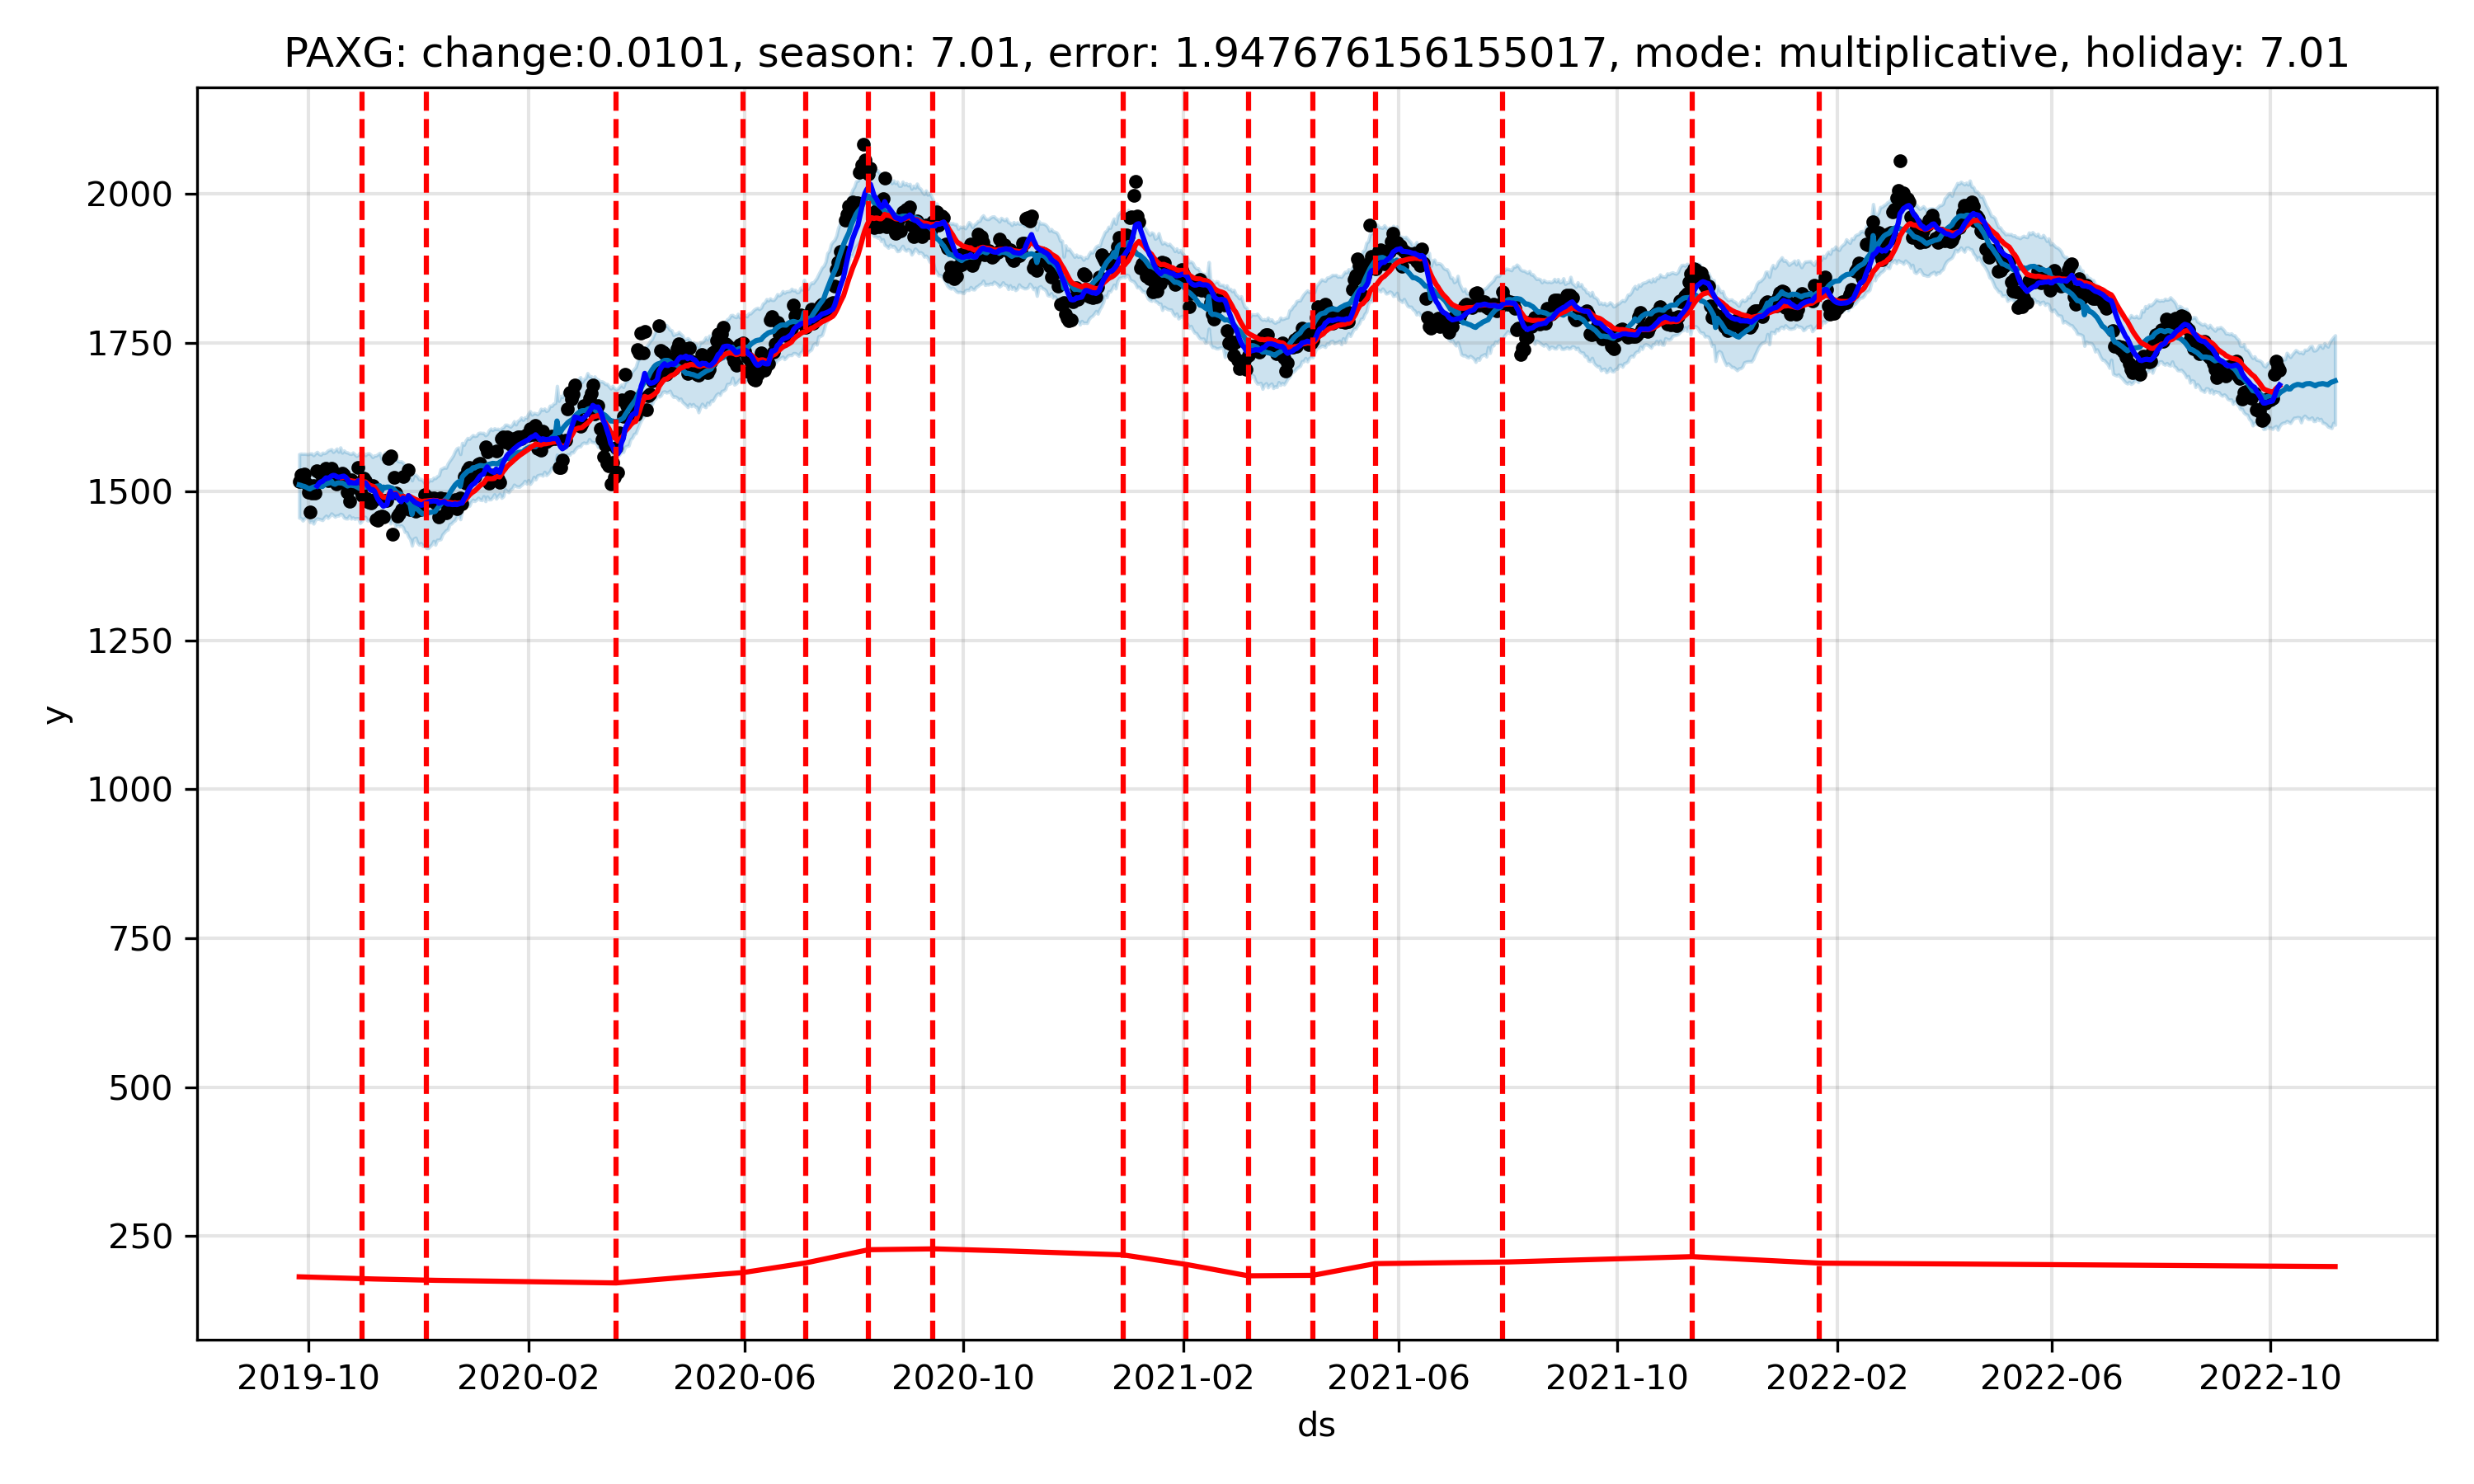 PAXG: change:0.0101, season: 7.01, error: 1.9476761561​55017, mode: multiplicative, holiday: 7.01
2000
1750
1500
1250
1000
750
500
250
y
2019-10 2020-02 2020-06 2020-10 2021-02 2021-06 2021-10 2022-02 2022-06 2022-10
ds